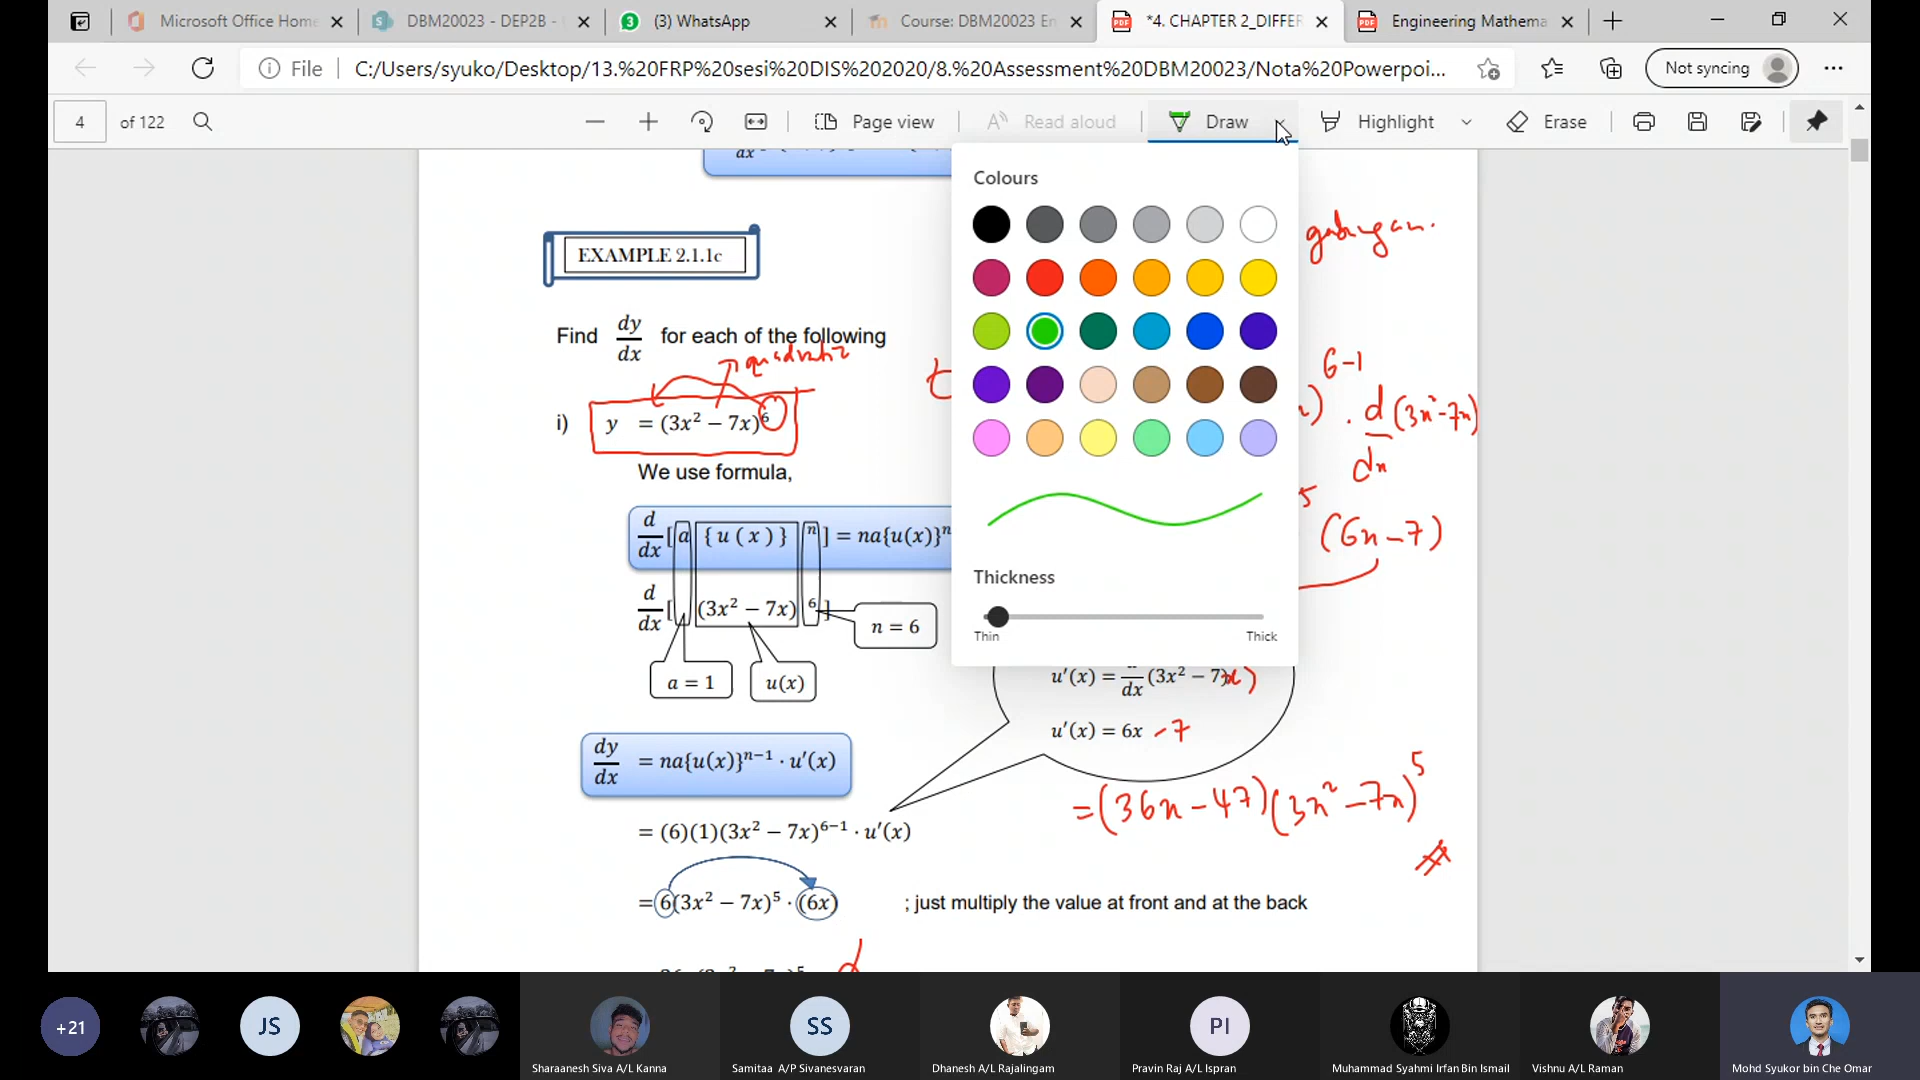 Microsoft Office Home
DBM20023 - DEP2B -
(3) WhatsApp
Course: DBM20023 En
*4. CHAPTER 2_DIFFER
Engineering Mathema
File
C:/Users/syuko/Desktop/13.%20FRP%20sesi%20DIS%202020/8.%20Assessment%20DBM20023/Nota%20Powerpoi...
Not syncing
4 of 122
Page view
Read aloud
Draw
Highlight
Erase
Colours
Thickness
Thin
Thick
dx
EXAMPLE 2.1.1c
Find dy/dx for each of the following
quadratic
i) y = (3x² − 7x)⁶
We use formula,
d/dx [a {u(x)} ⁿ] = na{u(x)}ⁿ
d/dx [ (3x² − 7x) ⁶]
n = 6
a = 1
u(x)
6-1
. d/dx (3x²-7x)
5
(6x-7)
u′(x) = d/dx (3x² − 7x)
u′(x) = 6x -7
dy/dx = na{u(x)}ⁿ⁻¹ · u′(x)
=(36x-47)(3x²-7x)⁵
= (6)(1)(3x² − 7x)⁶⁻¹ · u′(x)
= 6(3x² − 7x)⁵ · (6x) ; just multiply the value at front and at the back
+21
JS
SS
PI
Sharaanesh Siva A/L Kanna
Samitaa A/P Sivanesvaran
Dhanesh A/L Rajalingam
Pravin Raj A/L Ispran
Muhammad Syahmi Irfan Bin Ismail
Vishnu A/L Raman
Mohd Syukor bin Che Omar